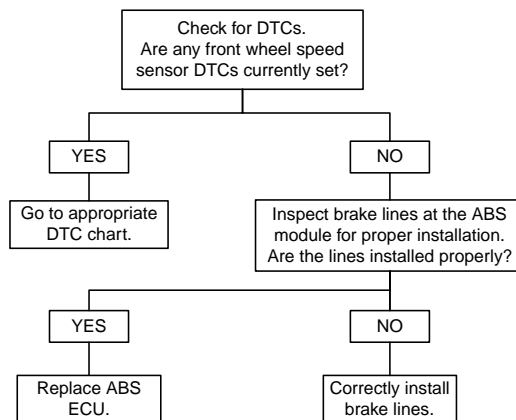 Check for DTCs.
Are any front wheel speed
sensor DTCs currently set?
YES
NO
Go to appropriate
DTC chart.
Inspect brake lines at the ABS
module for proper installation.
Are the lines installed properly?
YES
NO
Replace ABS
ECU.
Correctly install
brake lines.